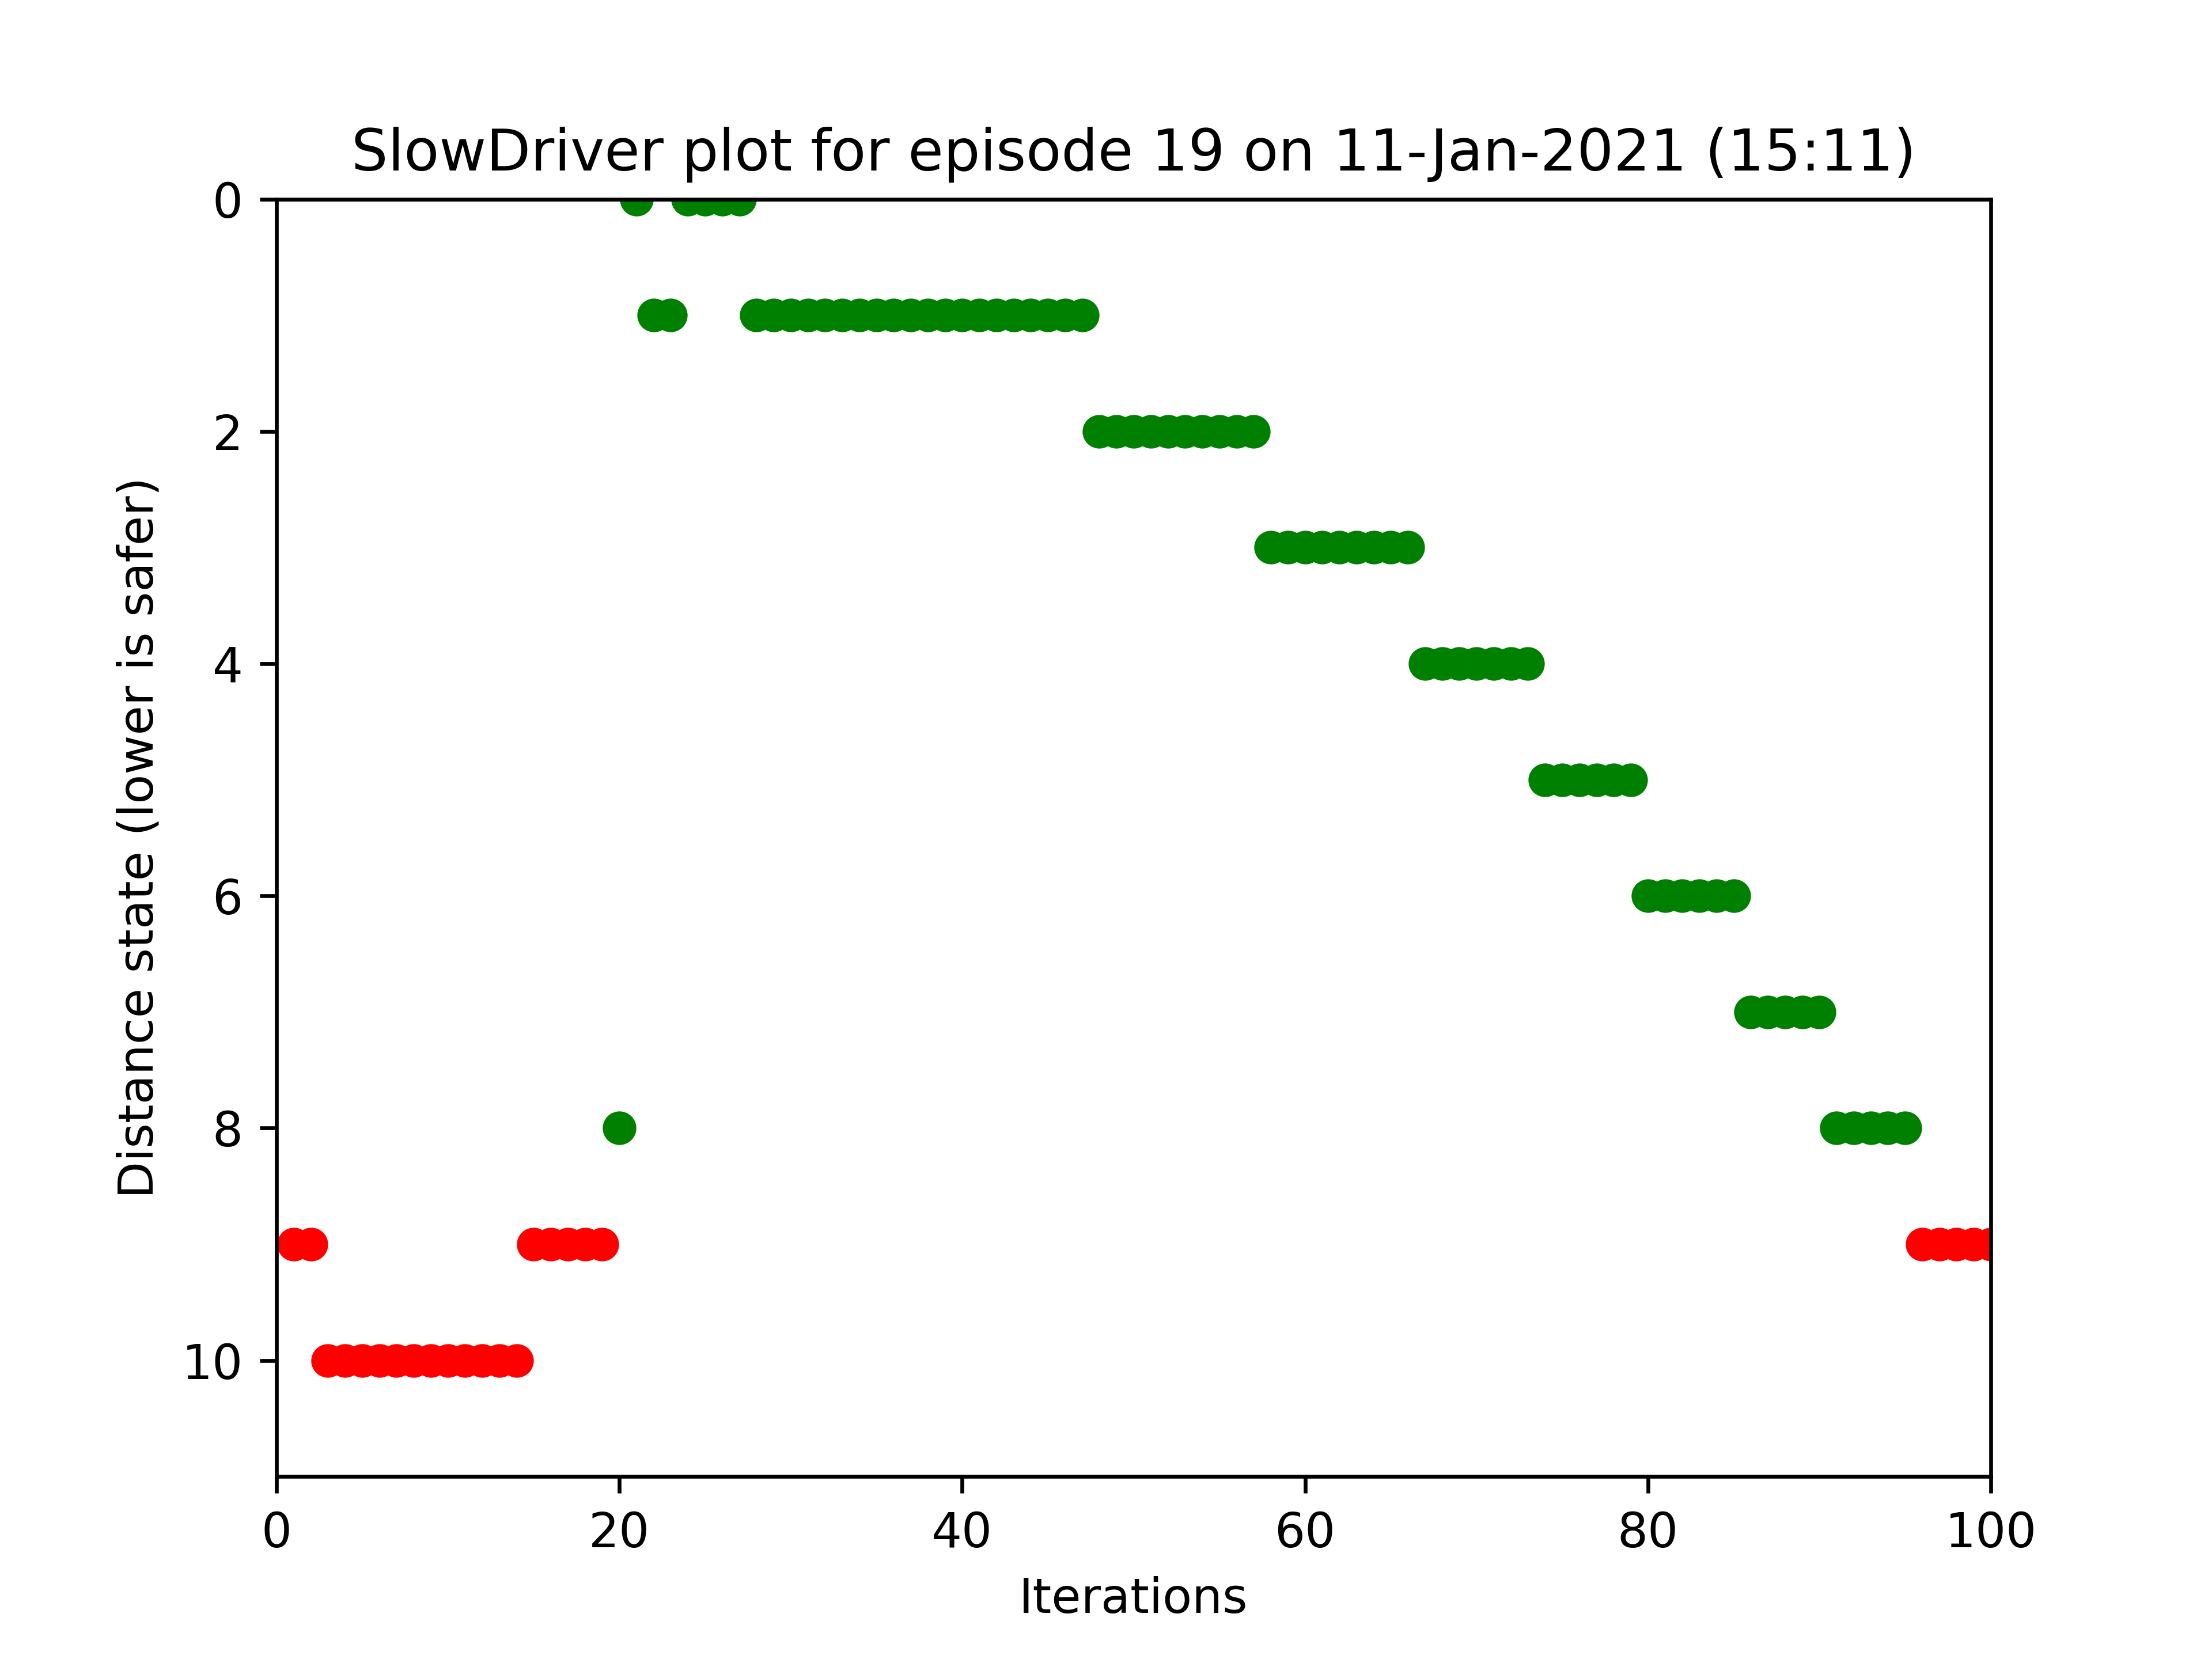 SlowDriver plot for episode 19 on 11-Jan-2021 (15:11)
Distance state (lower is safer)
0
2
4
6
8
10
0 20 40 60 80 100
Iterations